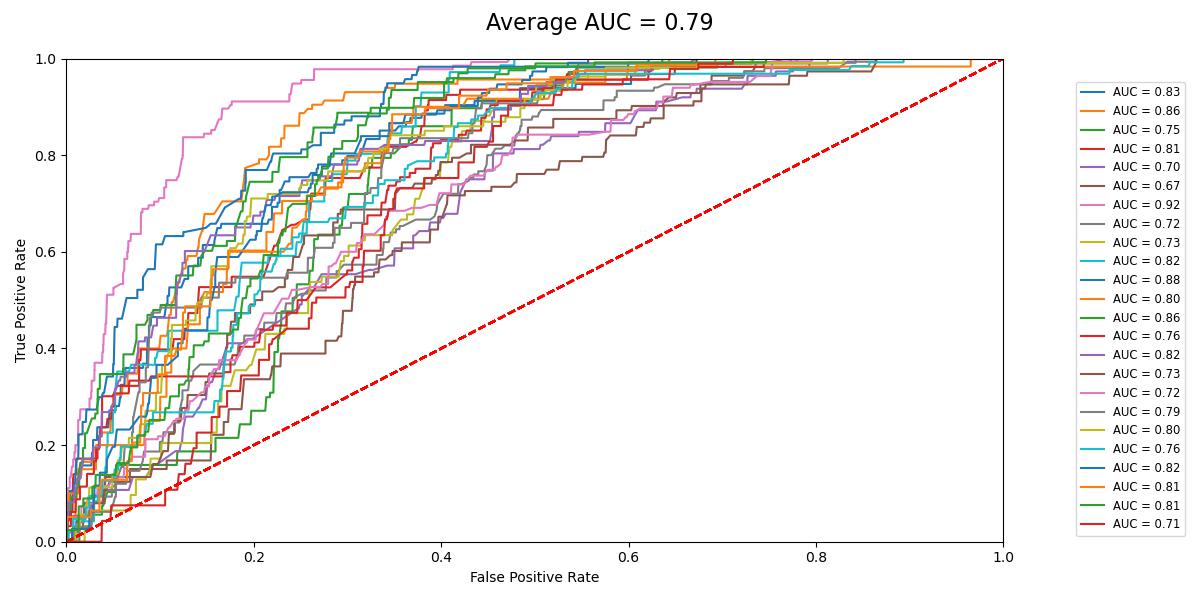 Average AUC = 0.79
1.0
0.8
0.6
0.4
0.2
0.0
True Positive Rate
0.0 0.2 0.4 0.6 0.8 1.0
False Positive Rate
AUC = 0.83
AUC = 0.86
AUC = 0.75
AUC = 0.81
AUC = 0.70
AUC = 0.67
AUC = 0.92
AUC = 0.72
AUC = 0.73
AUC = 0.82
AUC = 0.88
AUC = 0.80
AUC = 0.86
AUC = 0.76
AUC = 0.82
AUC = 0.73
AUC = 0.72
AUC = 0.79
AUC = 0.80
AUC = 0.76
AUC = 0.82
AUC = 0.81
AUC = 0.81
AUC = 0.71